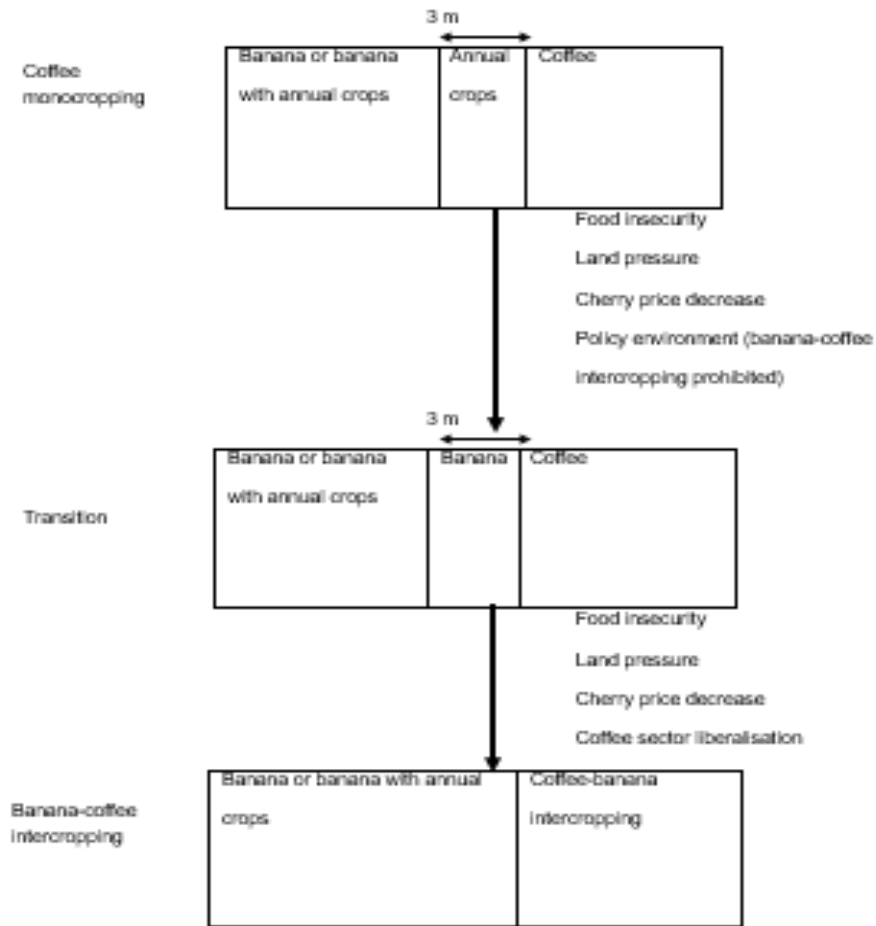 3 m
Coffee
monocropping
Banana or banana
with annual crops
Annual
crops
Coffee
Food insecurity
Land pressure
Cherry price decrease
Policy environment (banana-coffee
intercropping prohibited)
3 m
Transition
Banana or banana
with annual crops
Banana
Coffee
Food insecurity
Land pressure
Cherry price decrease
Coffee sector liberalisation
Banana-coffee
intercropping
Banana or banana with annual
crops
Coffee-banana
intercropping